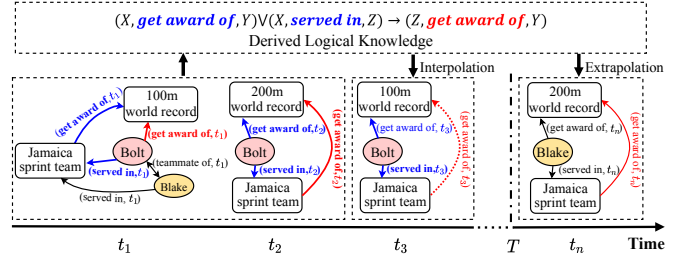 (X, get award of, Y)⋁(X, served in, Z) → (Z, get award of, Y)
Derived Logical Knowledge
Interpolation
Extrapolation
(get award of, t1)
100m
world record
(get award of, t1)
Jamaica
sprint team
Bolt
(served in, t1)
(teammate of, t1)
Blake
(served in, t1)
200m
world record
(get award of, t2)
Bolt
(served in, t2)
Jamaica
sprint team
(get award of, t2)
100m
world record
(get award of, t3)
Bolt
(served in, t3)
Jamaica
sprint team
(get award of, t3)
200m
world record
(get award of, tn)
Blake
(served in, tn)
Jamaica
sprint team
(get award of, tn)
t1 t2 t3 T tn Time